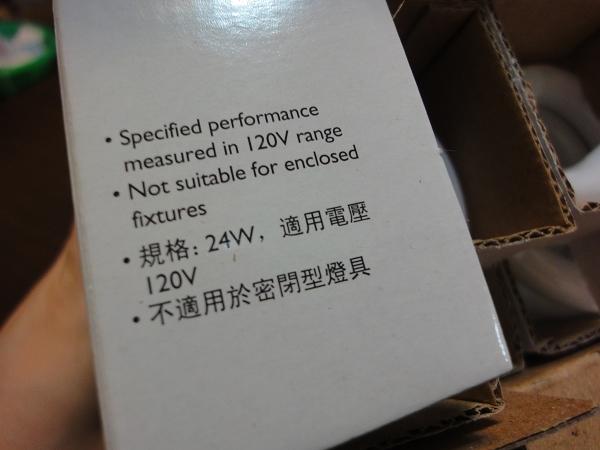 • Specified performance
measured in 120V range
• Not suitable for enclosed
fixtures
• 規格: 24W，適用電壓
120V
• 不適用於密閉型燈具